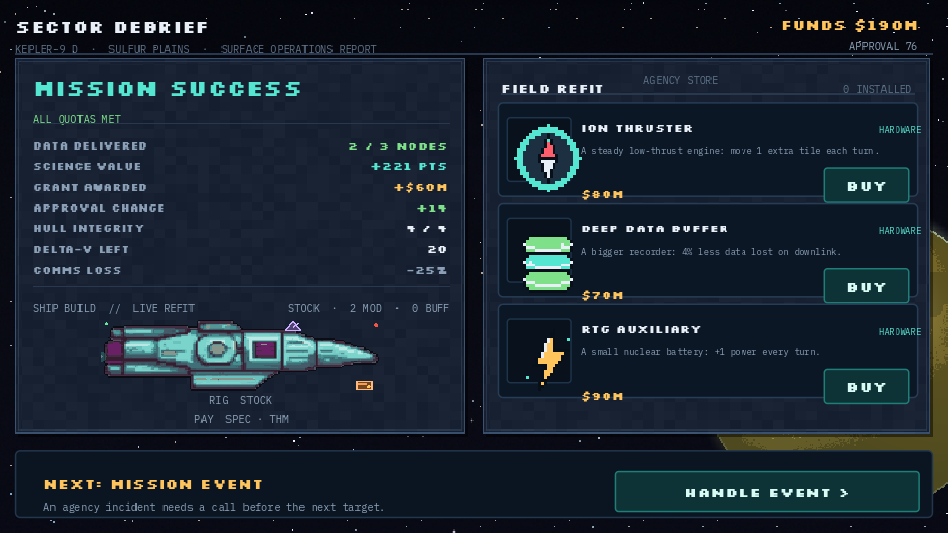 SECTOR DEBRIEF
KEPLER-9 D · SULFUR PLAINS · SURFACE OPERATIONS REPORT
FUNDS $190M
APPROVAL 76
MISSION SUCCESS
ALL QUOTAS MET
DATA DELIVERED 2 / 3 NODES
SCIENCE VALUE +221 PTS
GRANT AWARDED +$60M
APPROVAL CHANGE +14
HULL INTEGRITY 4 / 4
DELTA-V LEFT 20
COMMS LOSS -25%
SHIP BUILD // LIVE REFIT STOCK · 2 MOD · 0 BUFF
RIG STOCK
PAY SPEC · THM
AGENCY STORE
FIELD REFIT 0 INSTALLED
ION THRUSTER HARDWARE
A steady low-thrust engine: move 1 extra tile each turn.
$80M BUY
DEEP DATA BUFFER HARDWARE
A bigger recorder: 4% less data lost on downlink.
$70M BUY
RTG AUXILIARY HARDWARE
A small nuclear battery: +1 power every turn.
$90M BUY
NEXT: MISSION EVENT
An agency incident needs a call before the next target.
HANDLE EVENT >